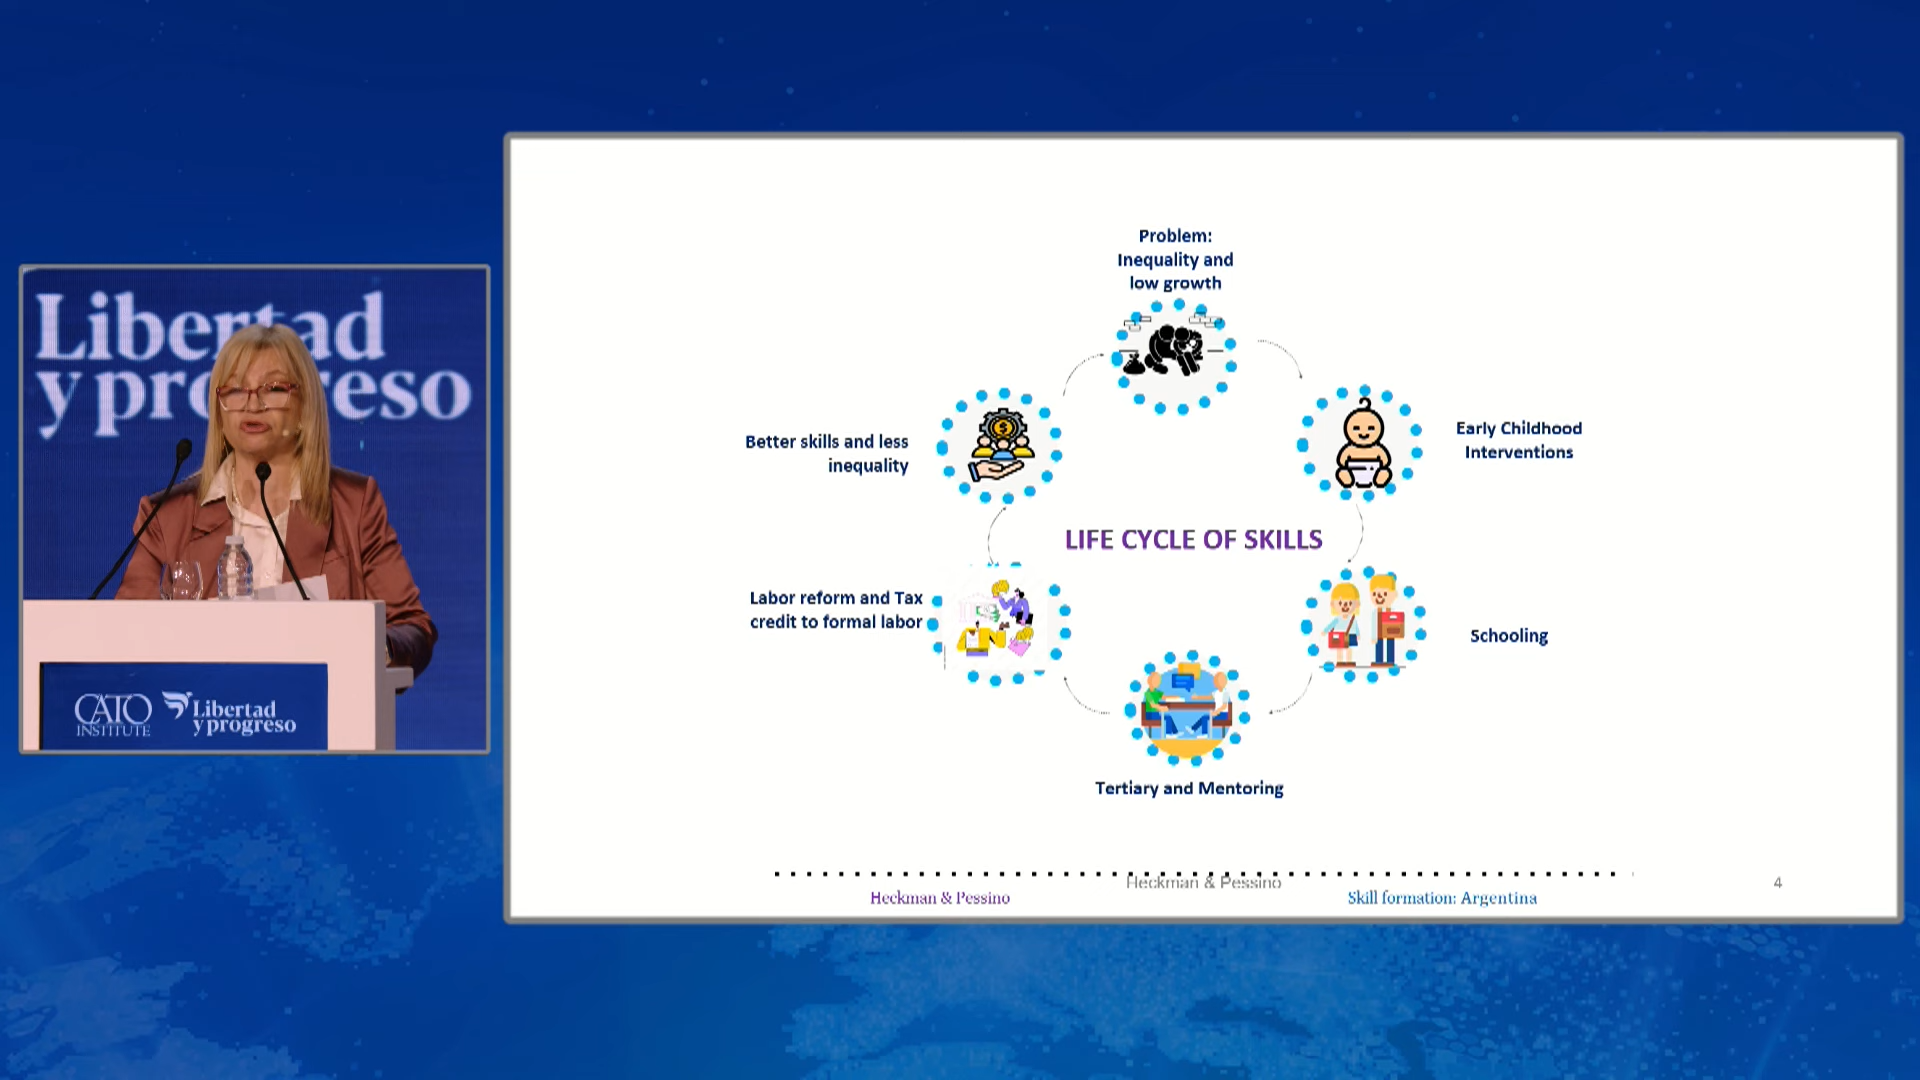 Libertad
y progreso
CATO
INSTITUTE
Libertad
y progreso
Problem:
Inequality and
low growth
Early Childhood
Interventions
Schooling
Tertiary and Mentoring
Labor reform and Tax
credit to formal labor
Better skills and less
inequality
LIFE CYCLE OF SKILLS
Heckman & Pessino
Heckman & Pessino
Skill formation: Argentina
4